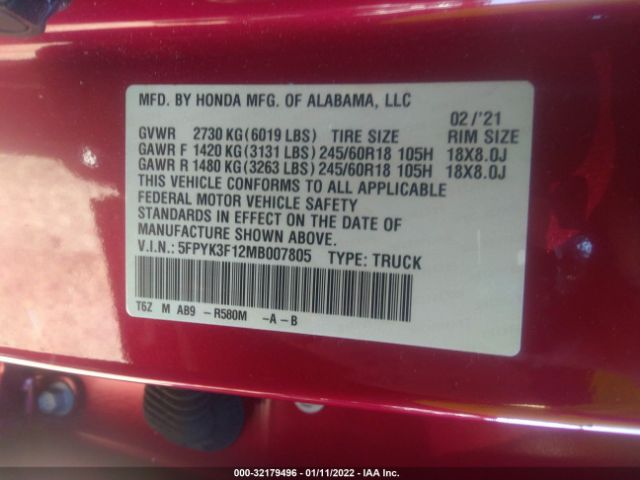 MFD. BY HONDA MFG. OF ALABAMA, LLC
02/'21
GVWR 2730 KG(6019 LBS) TIRE SIZE RIM SIZE
GAWR F 1420 KG(3131 LBS)245/60R18 105H 18X8.0J
GAWR R 1480 KG(3263 LBS)245/60R18 105H 18X8.0J
THIS VEHICLE CONFORMS TO ALL APPLICABLE
FEDERAL MOTOR VEHICLE SAFETY
STANDARDS IN EFFECT ON THE DATE OF
MANUFACTURE SHOWN ABOVE.
V.I.N.: 5FPYK3F12MB007805 TYPE: TRUCK
T6Z M AB9 - R580M -A-B
000-32179496 - 01/11/2022 - IAA Inc.